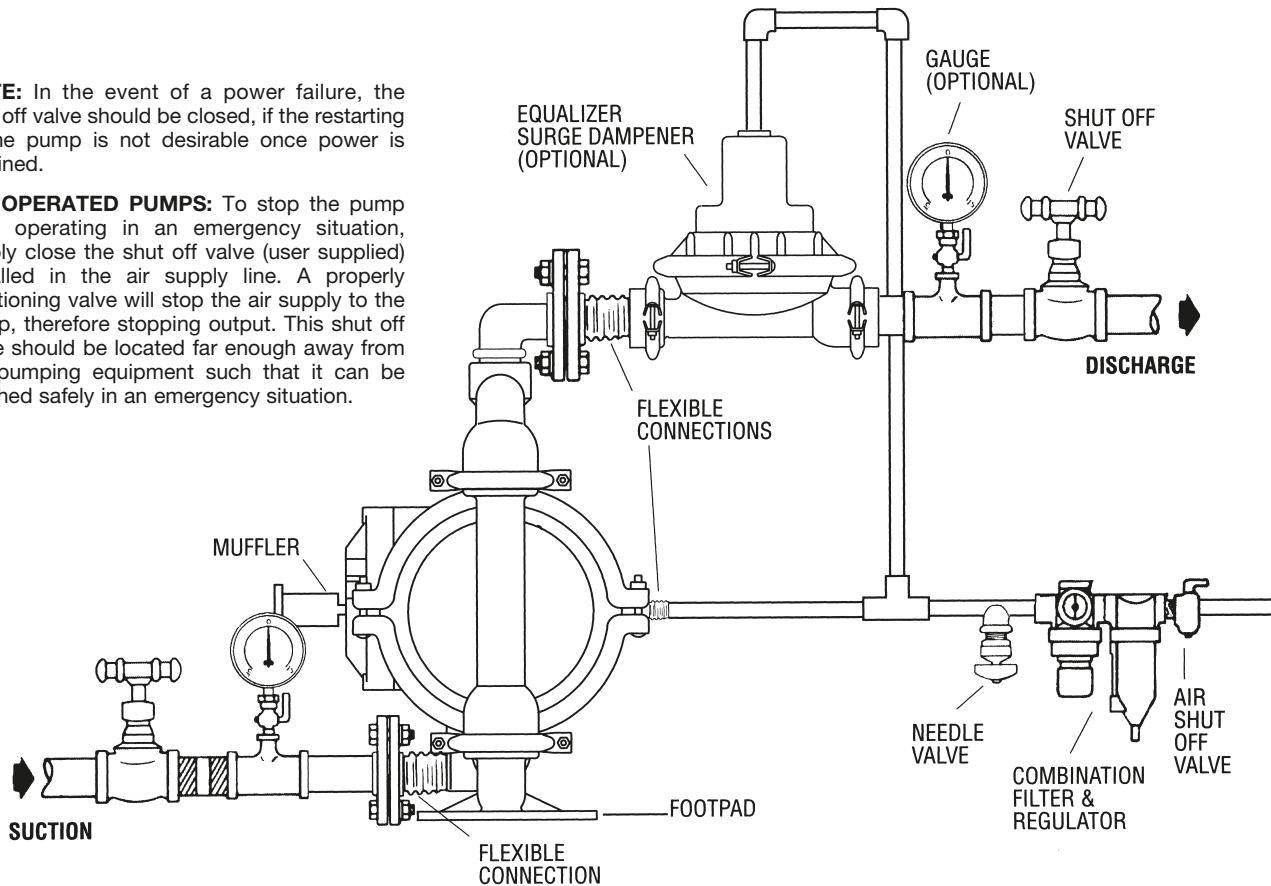 TE: In the event of a power failure, the
off valve should be closed, if the restarting
pump is not desirable once power is
ined.
OPERATED PUMPS: To stop the pump
operating in an emergency situation,
ply close the shut off valve (user supplied)
alled in the air supply line. A properly
tioning valve will stop the air supply to the
p, therefore stopping output. This shut off
e should be located far enough away from
pumping equipment such that it can be
hed safely in an emergency situation.
EQUALIZER
SURGE DAMPENER
(OPTIONAL)
GAUGE
(OPTIONAL)
SHUT OFF
VALVE
DISCHARGE
FLEXIBLE
CONNECTIONS
MUFFLER
NEEDLE
VALVE
COMBINATION
FILTER &
REGULATOR
AIR
SHUT
OFF
VALVE
FOOTPAD
SUCTION
FLEXIBLE
CONNECTION